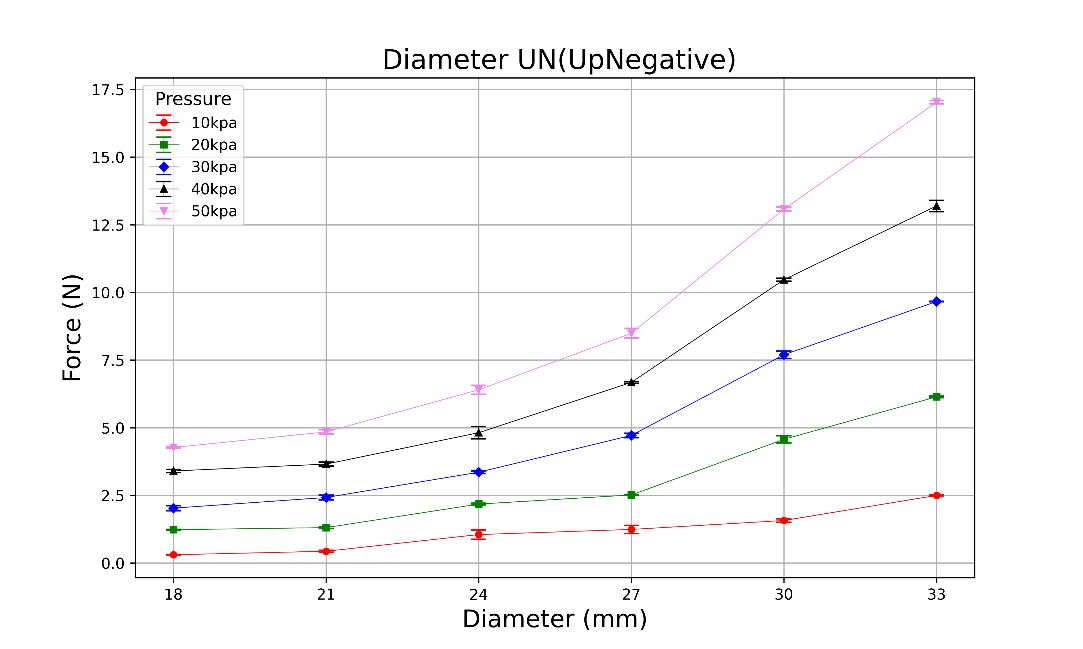 Diameter UN(UpNegative)
Pressure
10kpa
20kpa
30kpa
40kpa
50kpa
Force (N)
17.5
15.0
12.5
10.0
7.5
5.0
2.5
0.0
18 21 24 27 30 33
Diameter (mm)